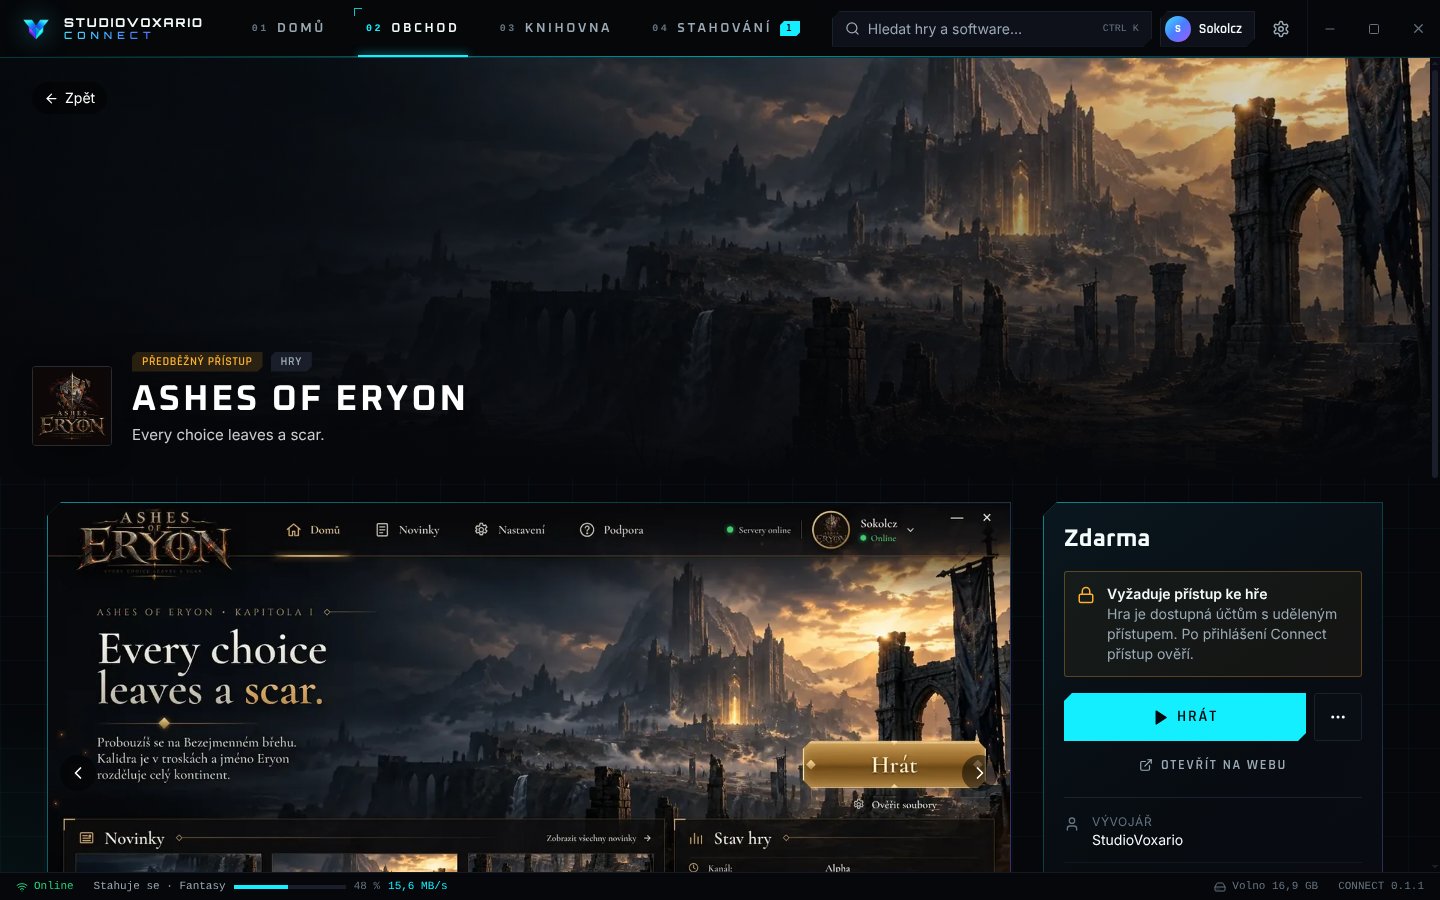 STUDIOVOXARIO
CONNECT
01 DOMŮ
02 OBCHOD
03 KNIHOVNA
04 STAHOVÁNÍ 1
Hledat hry a software...
CTRL K
S
Sokolcz
Zpět
PŘEDBĚŽNÝ PŘÍSTUP
HRY
ASHES OF ERYON
ASHES OF ERYON
Every choice leaves a scar.
ASHES
OF
ERYON
Domů
Novinky
Nastavení
Podpora
Servery online
Sokolcz
Online
ASHES OF ERYON • KAPITOLA I
Every choice
leaves a scar.
Probouzíš se na Bezejmenném břehu.
Kalidra je v troskách a jméno Eryon
rozděluje celý kontinent.
Hrát
Ověřit soubory
Novinky
Zobrazit všechny novinky
Stav hry
Kanál:
Alpha
Zdarma
Vyžaduje přístup ke hře
Hra je dostupná účtům s uděleným
přístupem. Po přihlášení Connect
přístup ověří.
HRÁT
OTEVŘÍT NA WEBU
VÝVOJÁŘ
StudioVoxario
Online
Stahuje se · Fantasy
48 %
15,6 MB/s
Volno 16,9 GB
CONNECT 0.1.1